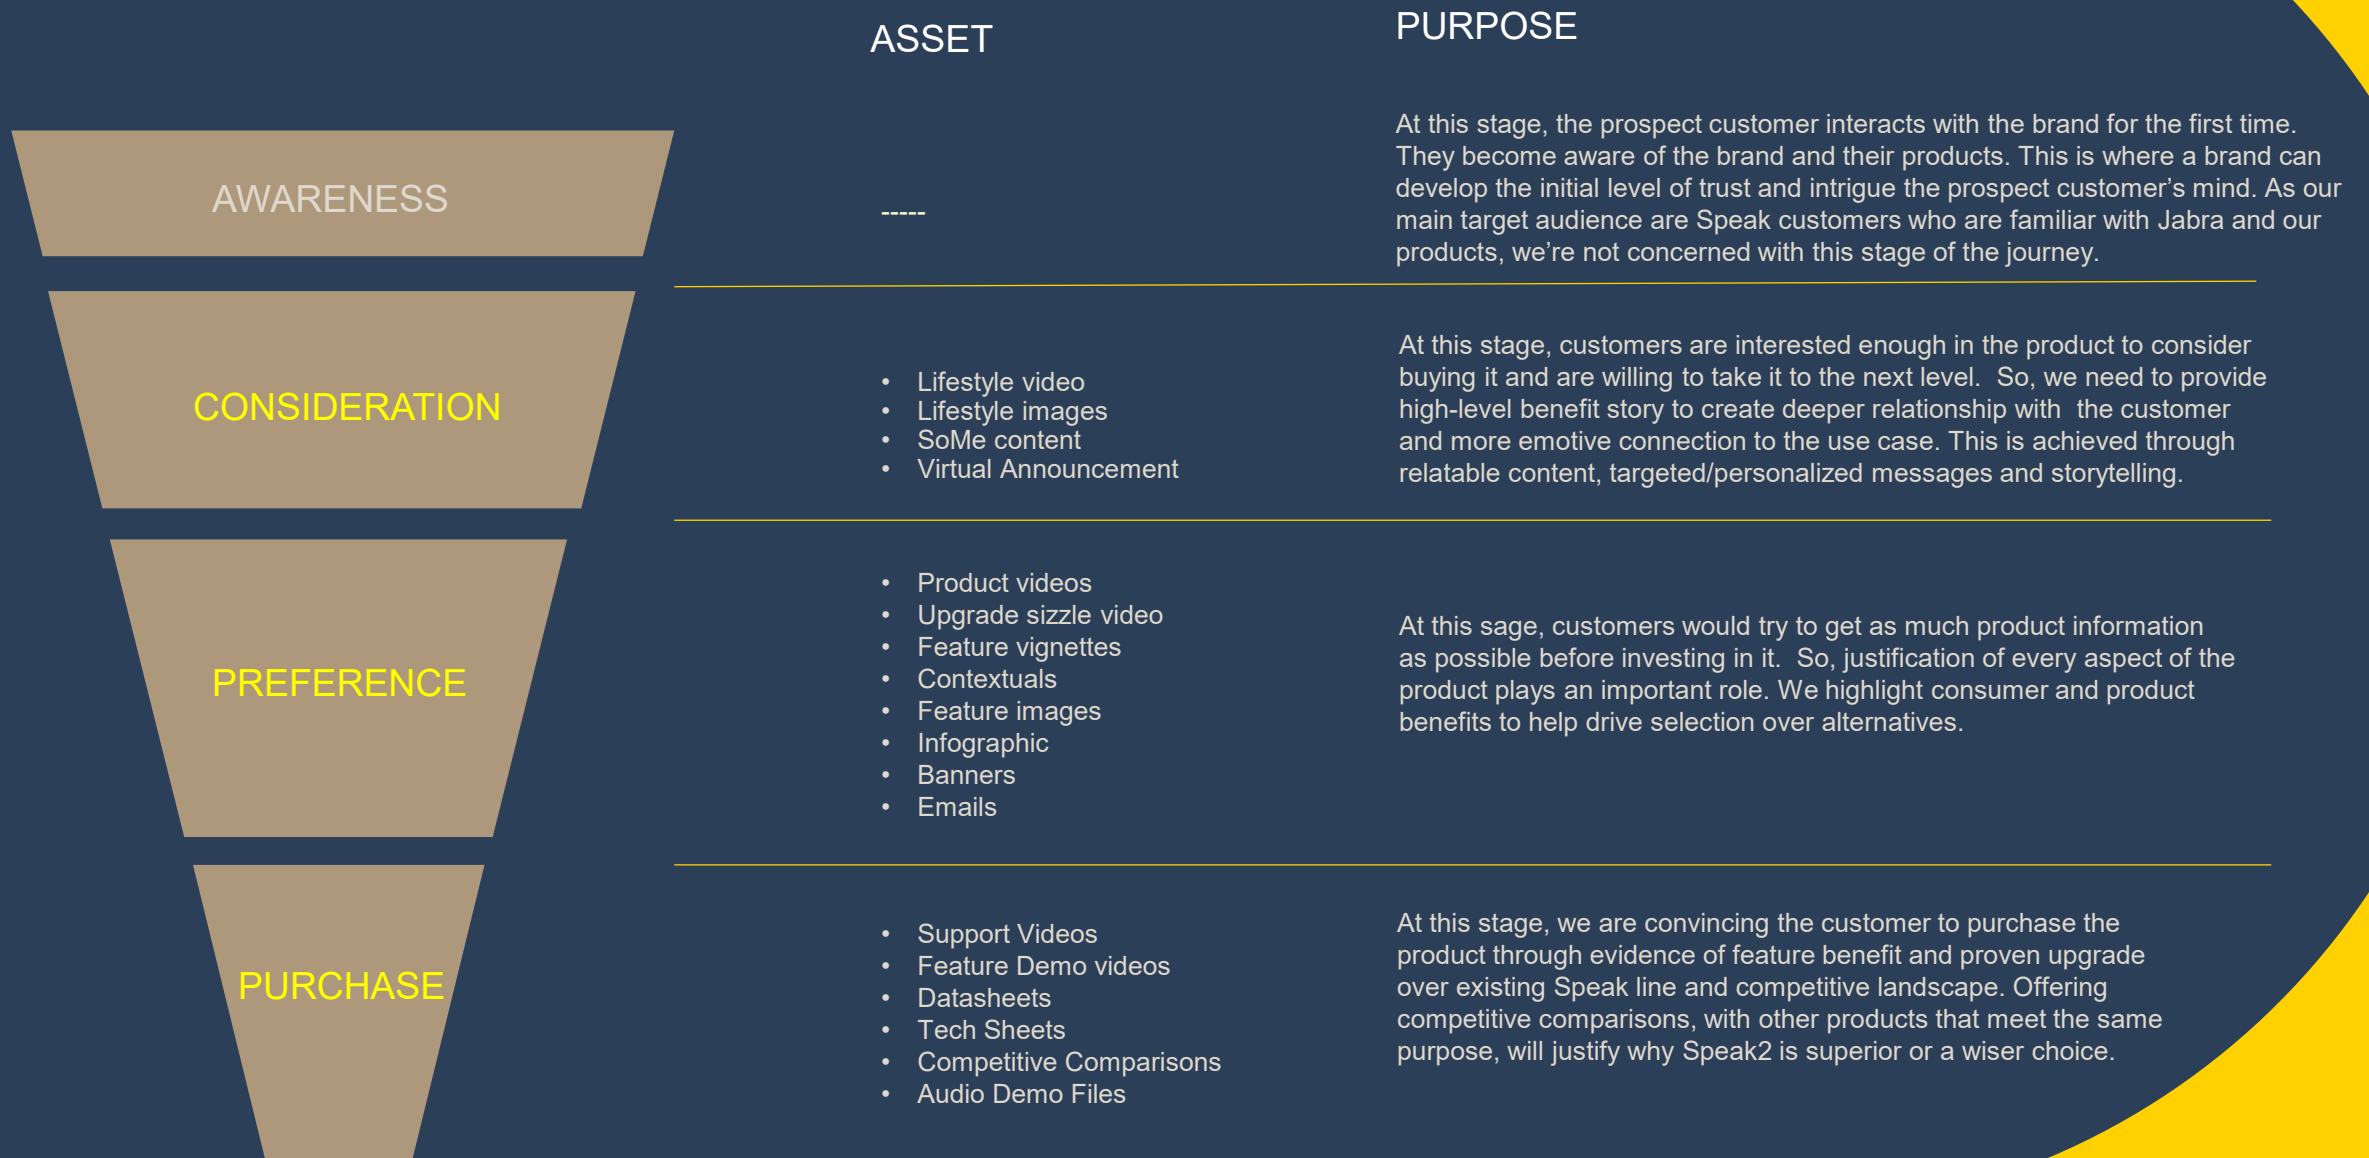 ASSET
PURPOSE
AWARENESS
-----
At this stage, the prospect customer interacts with the brand for the first time.
They become aware of the brand and their products. This is where a brand can
develop the initial level of trust and intrigue the prospect customer’s mind. As our
main target audience are Speak customers who are familiar with Jabra and our
products, we’re not concerned with this stage of the journey.
CONSIDERATION
• Lifestyle video
• Lifestyle images
• SoMe content
• Virtual Announcement
At this stage, customers are interested enough in the product to consider
buying it and are willing to take it to the next level.  So, we need to provide
high-level benefit story to create deeper relationship with  the customer
and more emotive connection to the use case. This is achieved through
relatable content, targeted/personalized messages and storytelling.
PREFERENCE
• Product videos
• Upgrade sizzle video
• Feature vignettes
• Contextuals
• Feature images
• Infographic
• Banners
• Emails
At this sage, customers would try to get as much product information
as possible before investing in it.  So, justification of every aspect of the
product plays an important role. We highlight consumer and product
benefits to help drive selection over alternatives.
PURCHASE
• Support Videos
• Feature Demo videos
• Datasheets
• Tech Sheets
• Competitive Comparisons
• Audio Demo Files
At this stage, we are convincing the customer to purchase the
product through evidence of feature benefit and proven upgrade
over existing Speak line and competitive landscape. Offering
competitive comparisons, with other products that meet the same
purpose, will justify why Speak2 is superior or a wiser choice.